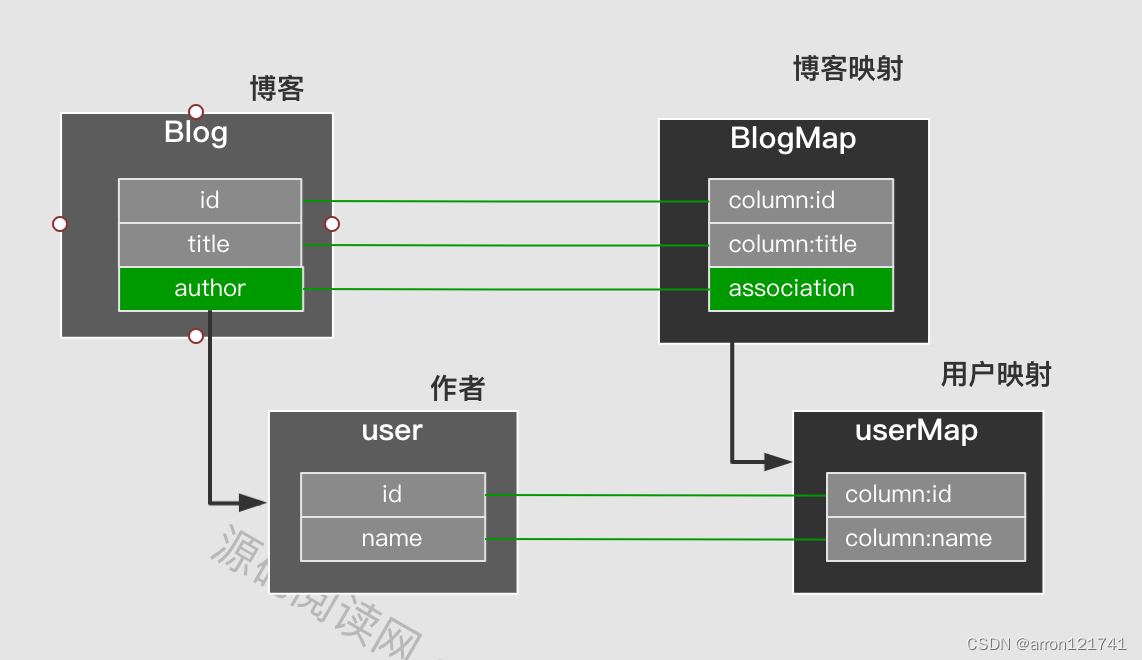 博客
博客映射
Blog
BlogMap
id
column:id
title
column:title
author
association
作者
用户映射
user
userMap
id
column:id
name
column:name
源码阅读网
CSDN @arron121741